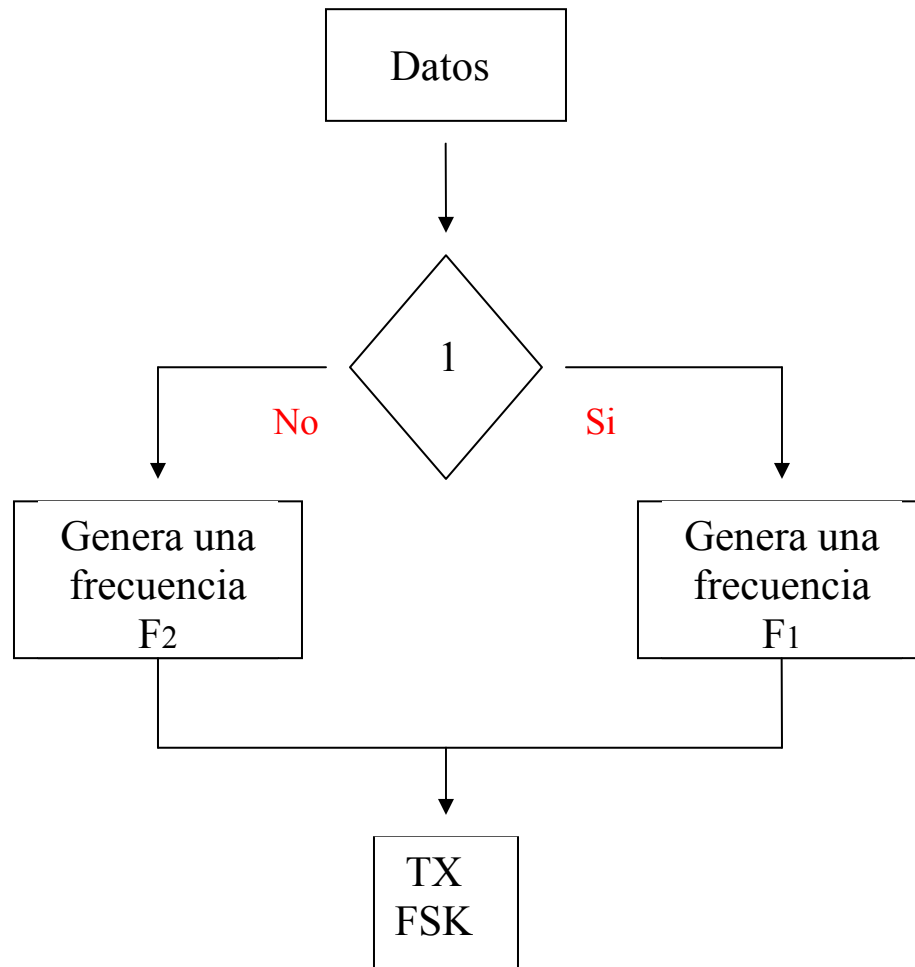 Datos
1
No
Si
Genera una
frecuencia
F2
Genera una
frecuencia
F1
TX
FSK